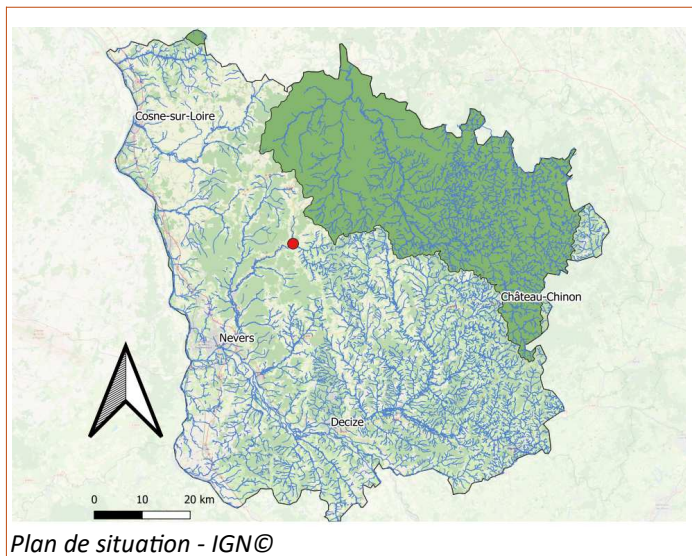 Cosne-sur-Loire
Château-Chinon
Nevers
Decize
0 10 20 km
Plan de situation - IGN©